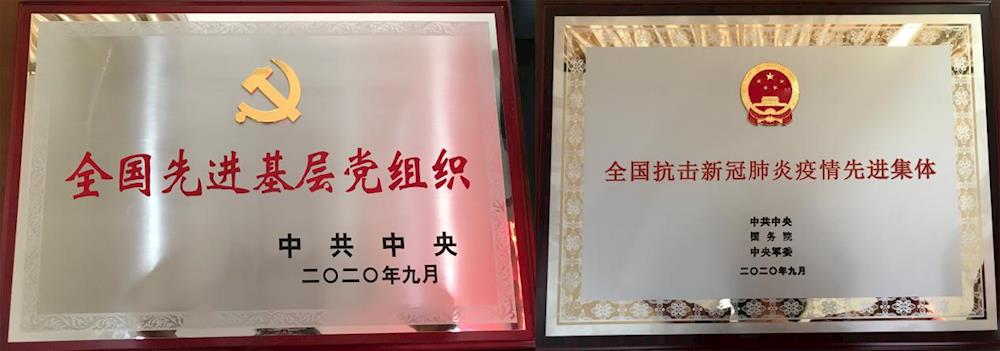 全国先进基层党组织
中共中央
二〇二〇年九月
全国抗击新冠肺炎疫情先进集体
中共中央
国务院
中央军委
二〇二〇年九月